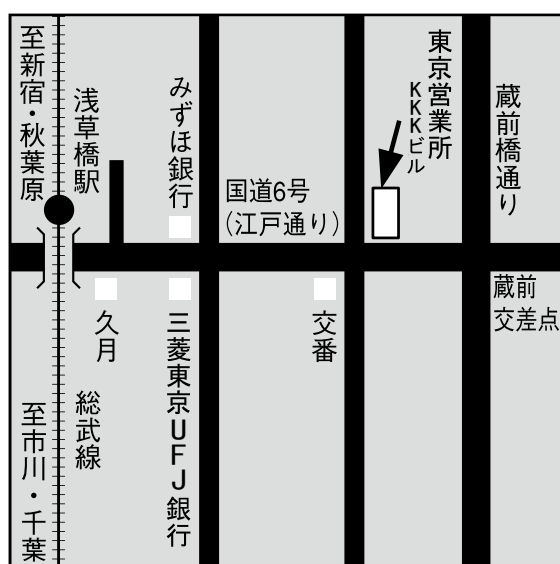 至新宿・秋葉原
浅草橋駅
みずほ銀行
国道6号
(江戸通り)
東京営業所
KKKビル
蔵前橋通り
蔵前
交差点
久月
三菱東京UFJ銀行
交番
総武線
至市川・千葉